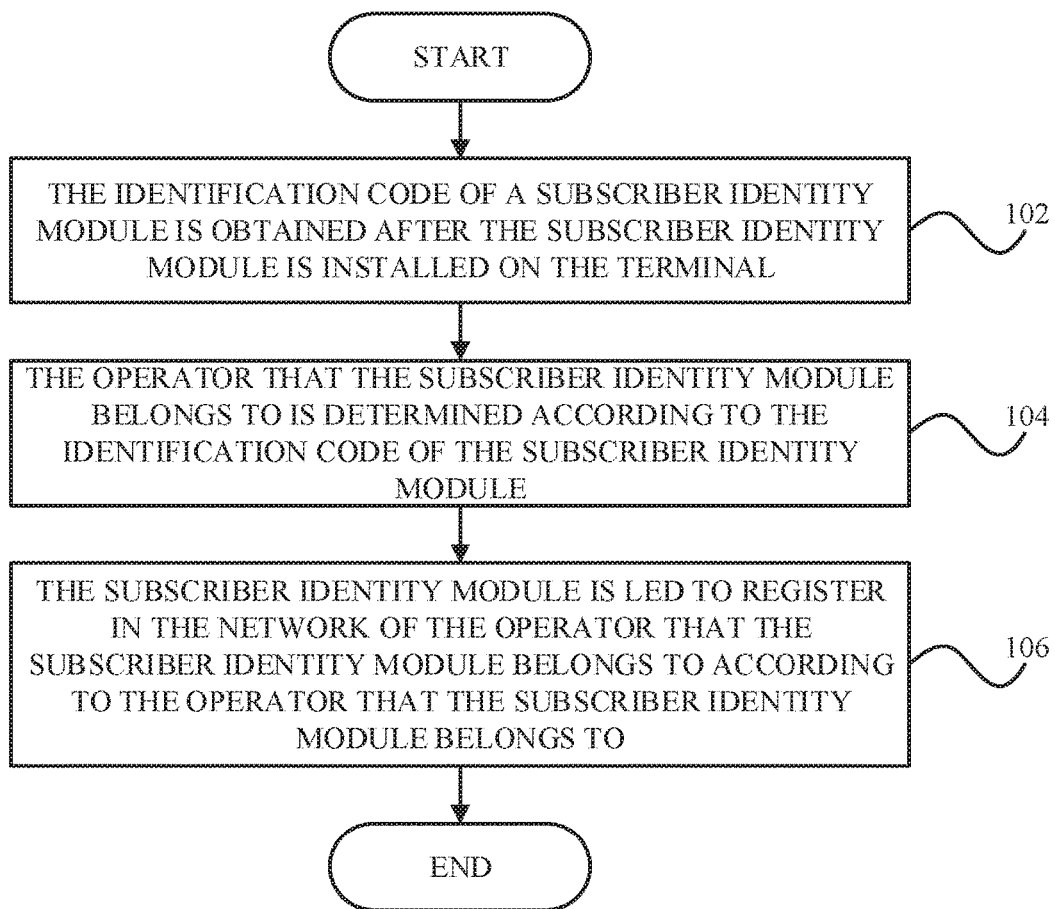 START
THE IDENTIFICATION CODE OF A SUBSCRIBER IDENTITY
MODULE IS OBTAINED AFTER THE SUBSCRIBER IDENTITY
MODULE IS INSTALLED ON THE TERMINAL
102
THE OPERATOR THAT THE SUBSCRIBER IDENTITY MODULE
BELONGS TO IS DETERMINED ACCORDING TO THE
IDENTIFICATION CODE OF THE SUBSCRIBER IDENTITY
MODULE
104
THE SUBSCRIBER IDENTITY MODULE IS LED TO REGISTER
IN THE NETWORK OF THE OPERATOR THAT THE
SUBSCRIBER IDENTITY MODULE BELONGS TO ACCORDING
TO THE OPERATOR THAT THE SUBSCRIBER IDENTITY
MODULE BELONGS TO
106
END